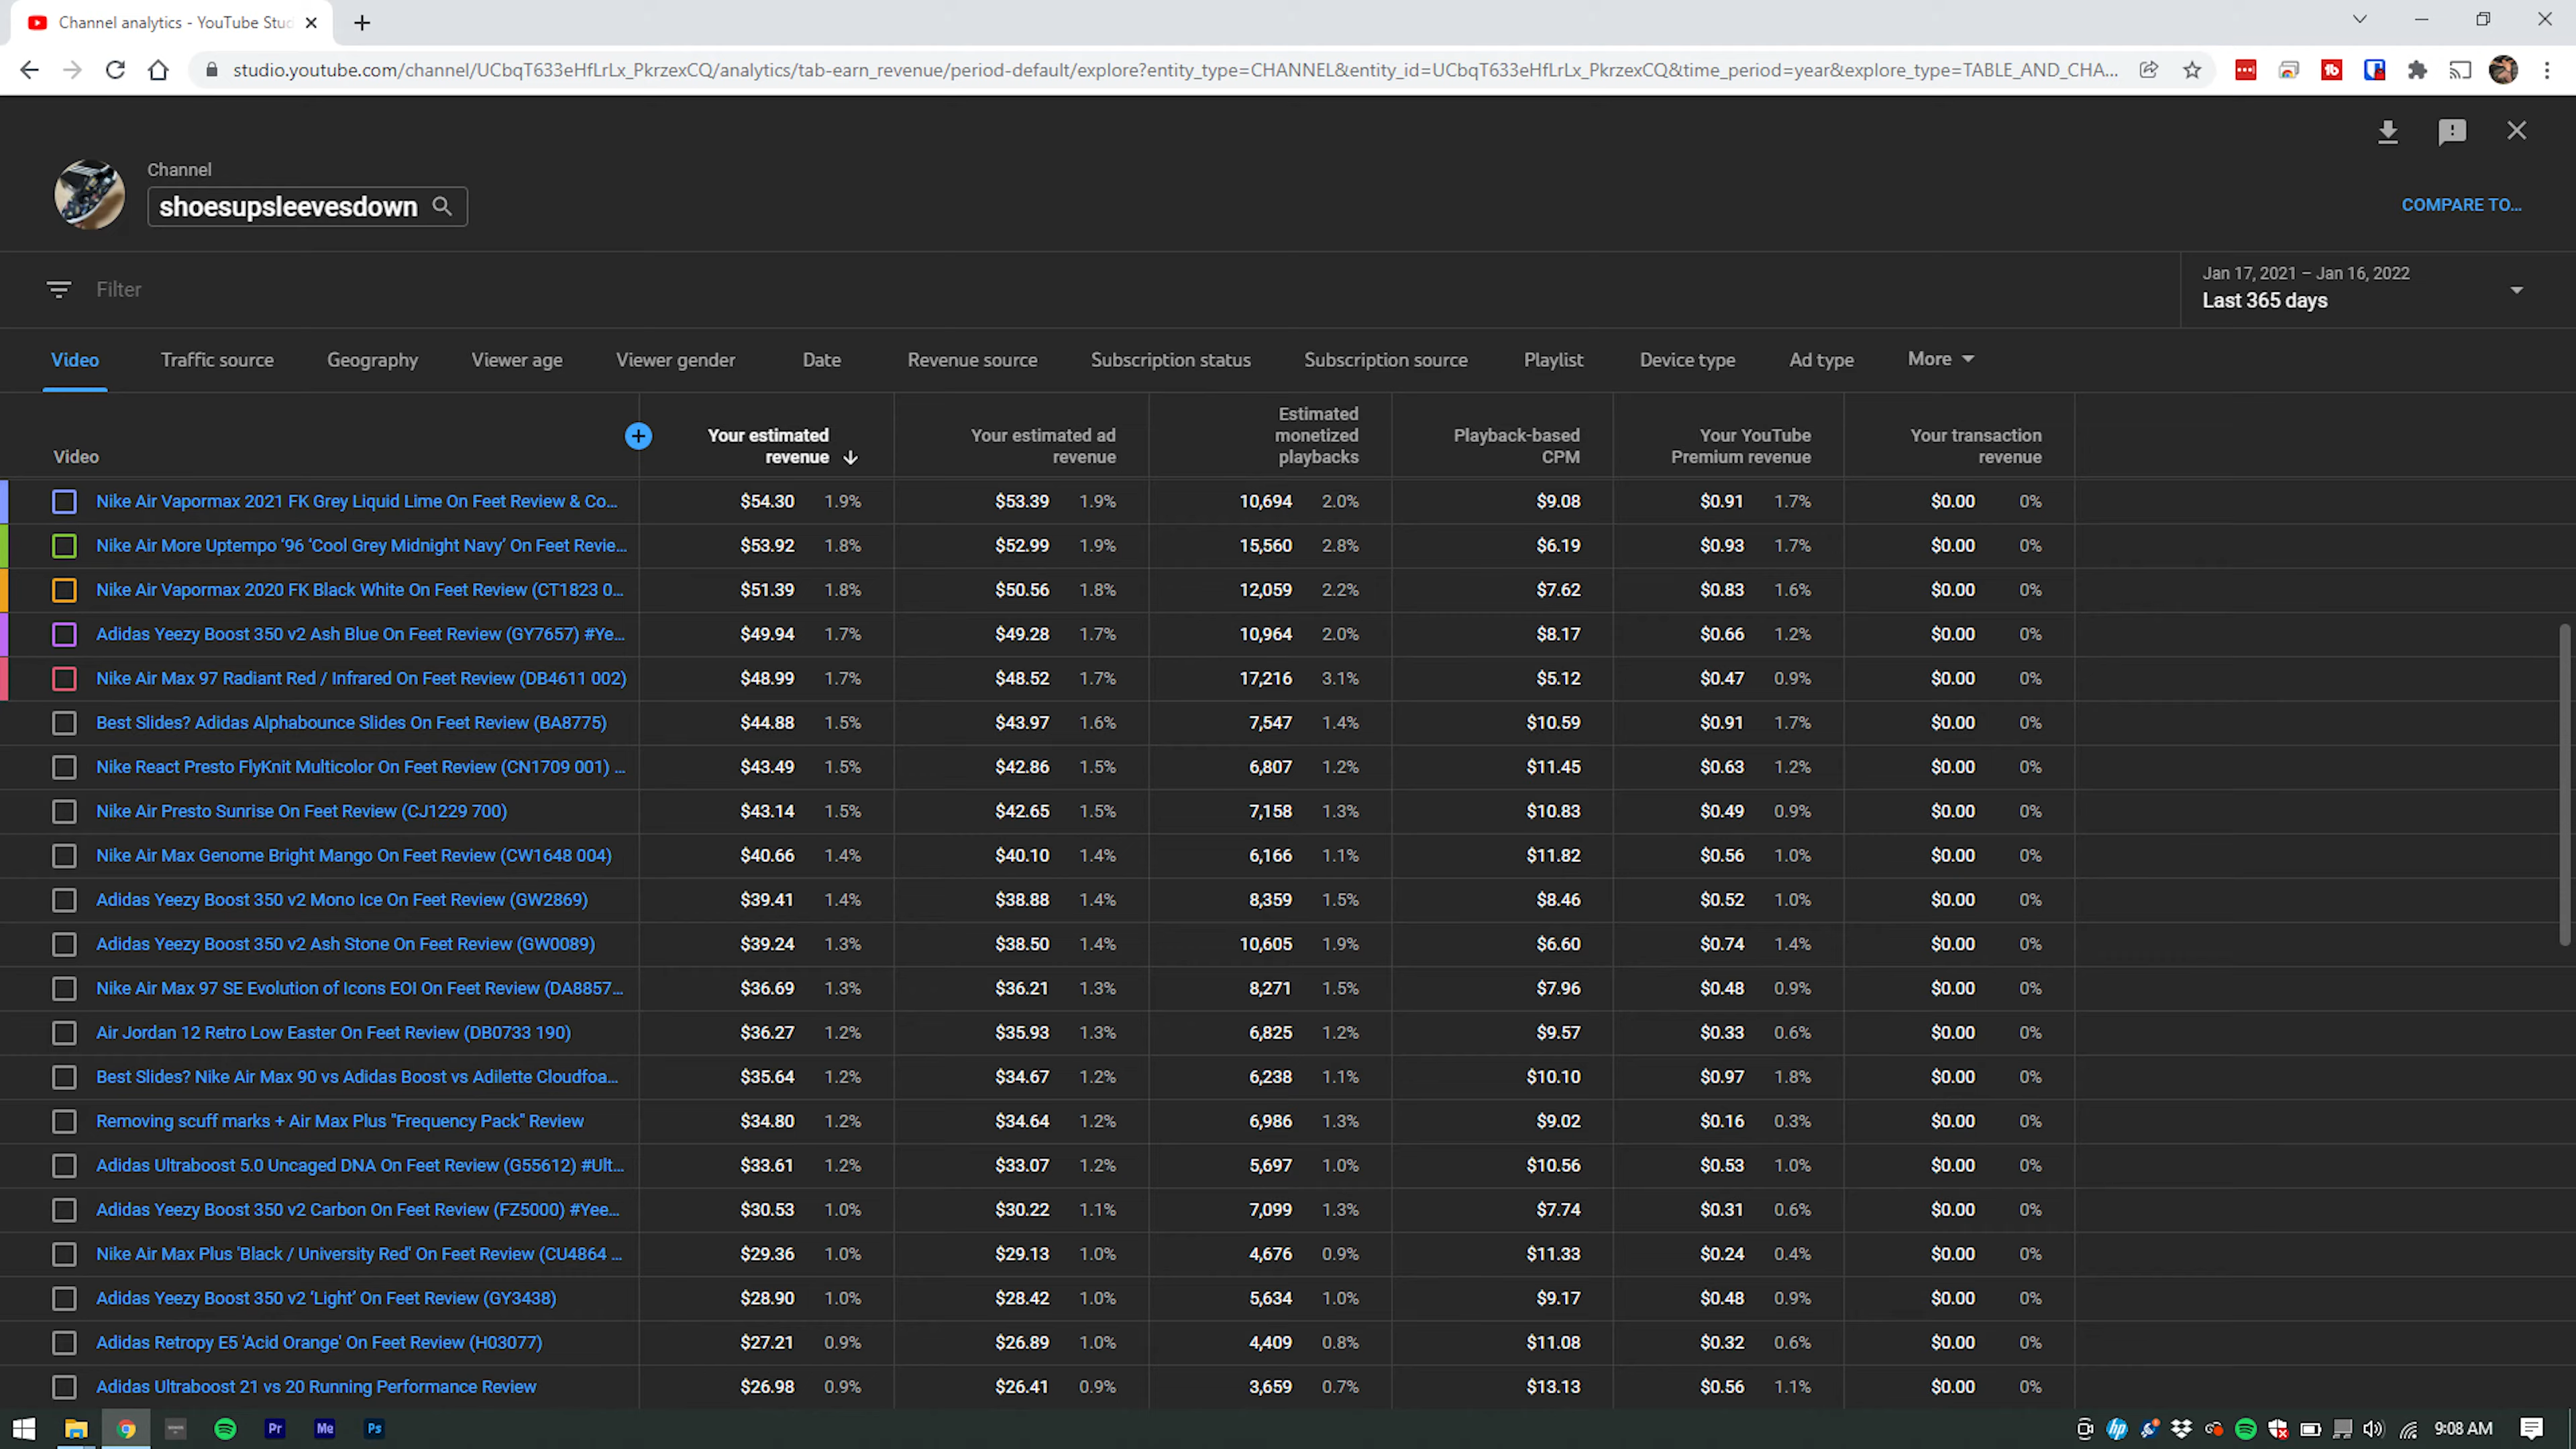 Channel analytics - YouTube Stud
studio.youtube.com/channel/UCbqT633eHfLrLx_PkrzexCQ/analytics/tab-earn_revenue/period-default/explore?entity_type=CHANNEL&entity_id=UCbqT633eHfLrLx_PkrzexCQ&time_period=year&explore_type=TABLE_AND_CHA...
Channel
shoesupsleevesdown
COMPARE TO...
Filter
Jan 17, 2021 – Jan 16, 2022
Last 365 days
Video Traffic source Geography Viewer age Viewer gender Date Revenue source Subscription status Subscription source Playlist Device type Ad type More
Video Your estimated revenue Your estimated ad revenue Estimated monetized playbacks Playback-based CPM Your YouTube Premium revenue Your transaction revenue
Nike Air Vapormax 2021 FK Grey Liquid Lime On Feet Review & Co... $54.30 1.9% $53.39 1.9% 10,694 2.0% $9.08 $0.91 1.7% $0.00 0%
Nike Air More Uptempo '96 'Cool Grey Midnight Navy' On Feet Revie... $53.92 1.8% $52.99 1.9% 15,560 2.8% $6.19 $0.93 1.7% $0.00 0%
Nike Air Vapormax 2020 FK Black White On Feet Review (CT1823 0... $51.39 1.8% $50.56 1.8% 12,059 2.2% $7.62 $0.83 1.6% $0.00 0%
Adidas Yeezy Boost 350 v2 Ash Blue On Feet Review (GY7657) #Ye... $49.94 1.7% $49.28 1.7% 10,964 2.0% $8.17 $0.66 1.2% $0.00 0%
Nike Air Max 97 Radiant Red / Infrared On Feet Review (DB4611 002) $48.99 1.7% $48.52 1.7% 17,216 3.1% $5.12 $0.47 0.9% $0.00 0%
Best Slides? Adidas Alphabounce Slides On Feet Review (BA8775) $44.88 1.5% $43.97 1.6% 7,547 1.4% $10.59 $0.91 1.7% $0.00 0%
Nike React Presto FlyKnit Multicolor On Feet Review (CN1709 001) ... $43.49 1.5% $42.86 1.5% 6,807 1.2% $11.45 $0.63 1.2% $0.00 0%
Nike Air Presto Sunrise On Feet Review (CJ1229 700) $43.14 1.5% $42.65 1.5% 7,158 1.3% $10.83 $0.49 0.9% $0.00 0%
Nike Air Max Genome Bright Mango On Feet Review (CW1648 004) $40.66 1.4% $40.10 1.4% 6,166 1.1% $11.82 $0.56 1.0% $0.00 0%
Adidas Yeezy Boost 350 v2 Mono Ice On Feet Review (GW2869) $39.41 1.4% $38.88 1.4% 8,359 1.5% $8.46 $0.52 1.0% $0.00 0%
Adidas Yeezy Boost 350 v2 Ash Stone On Feet Review (GW0089) $39.24 1.3% $38.50 1.4% 10,605 1.9% $6.60 $0.74 1.4% $0.00 0%
Nike Air Max 97 SE Evolution of Icons EOI On Feet Review (DA8857... $36.69 1.3% $36.21 1.3% 8,271 1.5% $7.96 $0.48 0.9% $0.00 0%
Air Jordan 12 Retro Low Easter On Feet Review (DB0733 190) $36.27 1.2% $35.93 1.3% 6,825 1.2% $9.57 $0.33 0.6% $0.00 0%
Best Slides? Nike Air Max 90 vs Adidas Boost vs Adilette Cloudfoa... $35.64 1.2% $34.67 1.2% 6,238 1.1% $10.10 $0.97 1.8% $0.00 0%
Removing scuff marks + Air Max Plus "Frequency Pack" Review $34.80 1.2% $34.64 1.2% 6,986 1.3% $9.02 $0.16 0.3% $0.00 0%
Adidas Ultraboost 5.0 Uncaged DNA On Feet Review (G55612) #Ult... $33.61 1.2% $33.07 1.2% 5,697 1.0% $10.56 $0.53 1.0% $0.00 0%
Adidas Yeezy Boost 350 v2 Carbon On Feet Review (FZ5000) #Yee... $30.53 1.0% $30.22 1.1% 7,099 1.3% $7.74 $0.31 0.6% $0.00 0%
Nike Air Max Plus 'Black / University Red' On Feet Review (CU4864 ... $29.36 1.0% $29.13 1.0% 4,676 0.9% $11.33 $0.24 0.4% $0.00 0%
Adidas Yeezy Boost 350 v2 'Light' On Feet Review (GY3438) $28.90 1.0% $28.42 1.0% 5,634 1.0% $9.17 $0.48 0.9% $0.00 0%
Adidas Retropy E5 'Acid Orange' On Feet Review (H03077) $27.21 0.9% $26.89 1.0% 4,409 0.8% $11.08 $0.32 0.6% $0.00 0%
Adidas Ultraboost 21 vs 20 Running Performance Review $26.98 0.9% $26.41 0.9% 3,659 0.7% $13.13 $0.56 1.1% $0.00 0%
Pr Me Ps hp 9:08 AM